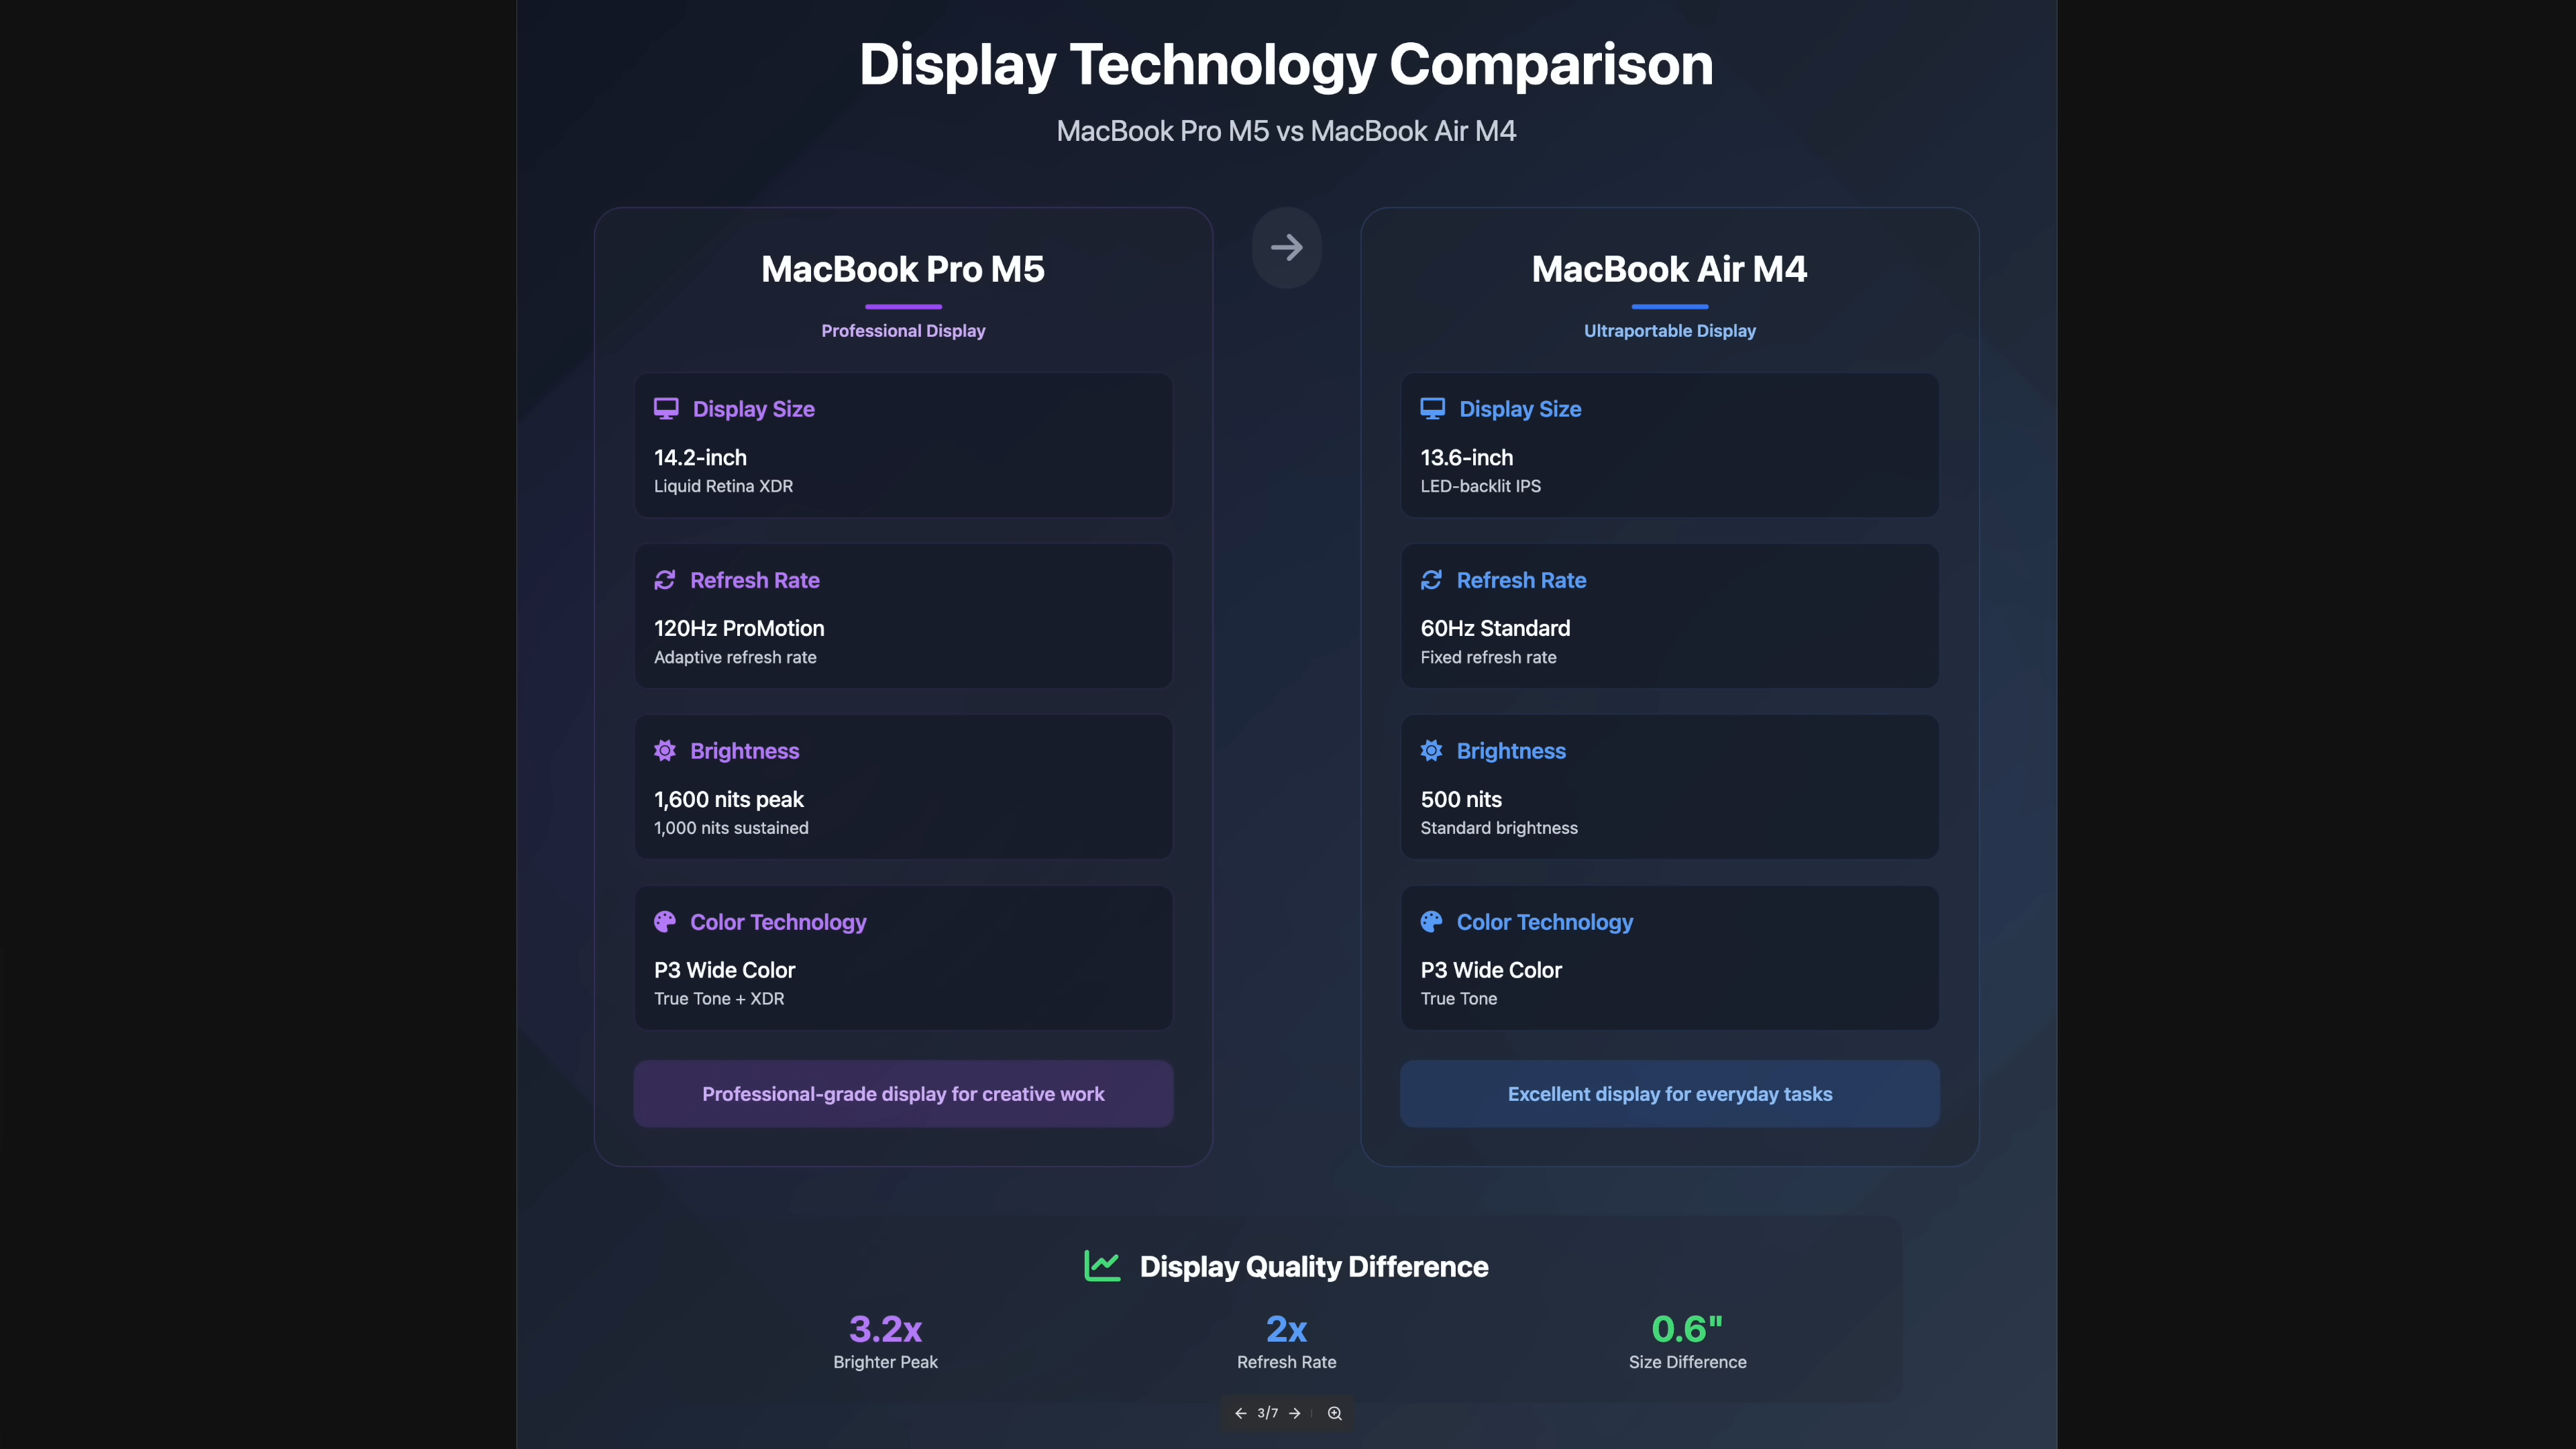 Display Technology Comparison
MacBook Pro M5 vs MacBook Air M4
MacBook Pro M5
Professional Display
Display Size
14.2-inch
Liquid Retina XDR
Refresh Rate
120Hz ProMotion
Adaptive refresh rate
Brightness
1,600 nits peak
1,000 nits sustained
Color Technology
P3 Wide Color
True Tone + XDR
Professional-grade display for creative work
MacBook Air M4
Ultraportable Display
Display Size
13.6-inch
LED-backlit IPS
Refresh Rate
60Hz Standard
Fixed refresh rate
Brightness
500 nits
Standard brightness
Color Technology
P3 Wide Color
True Tone
Excellent display for everyday tasks
Display Quality Difference
3.2x
Brighter Peak
2x
Refresh Rate
0.6"
Size Difference
3/7